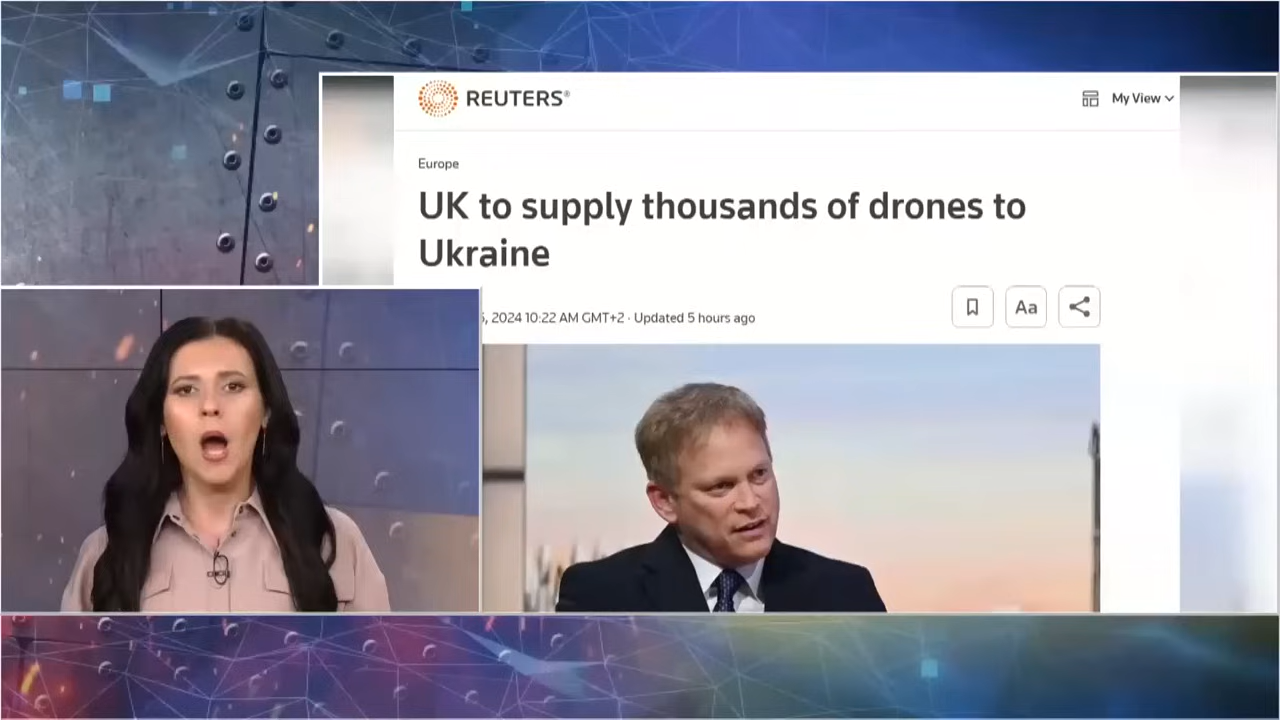 REUTERS®
My View
Europe
UK to supply thousands of drones to
Ukraine
, 2024 10:22 AM GMT+2 · Updated 5 hours ago
Aa